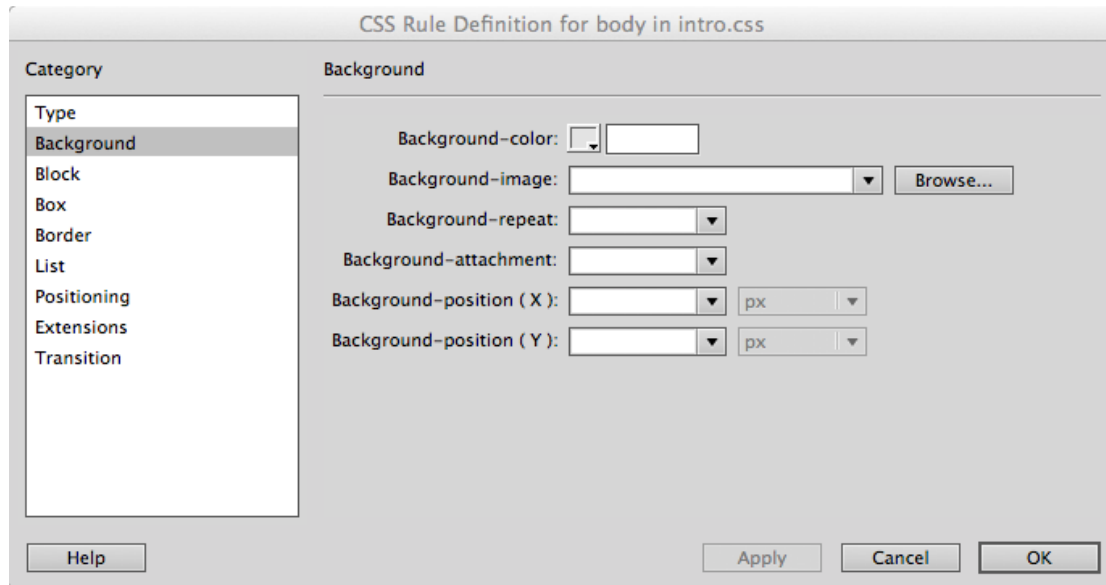 CSS Rule Definition for body in intro.css
Category
Type
Background
Block
Box
Border
List
Positioning
Extensions
Transition
Background
Background-color:
Background-image: Browse...
Background-repeat:
Background-attachment:
Background-position ( X ): px
Background-position ( Y ): px
Help Apply Cancel OK